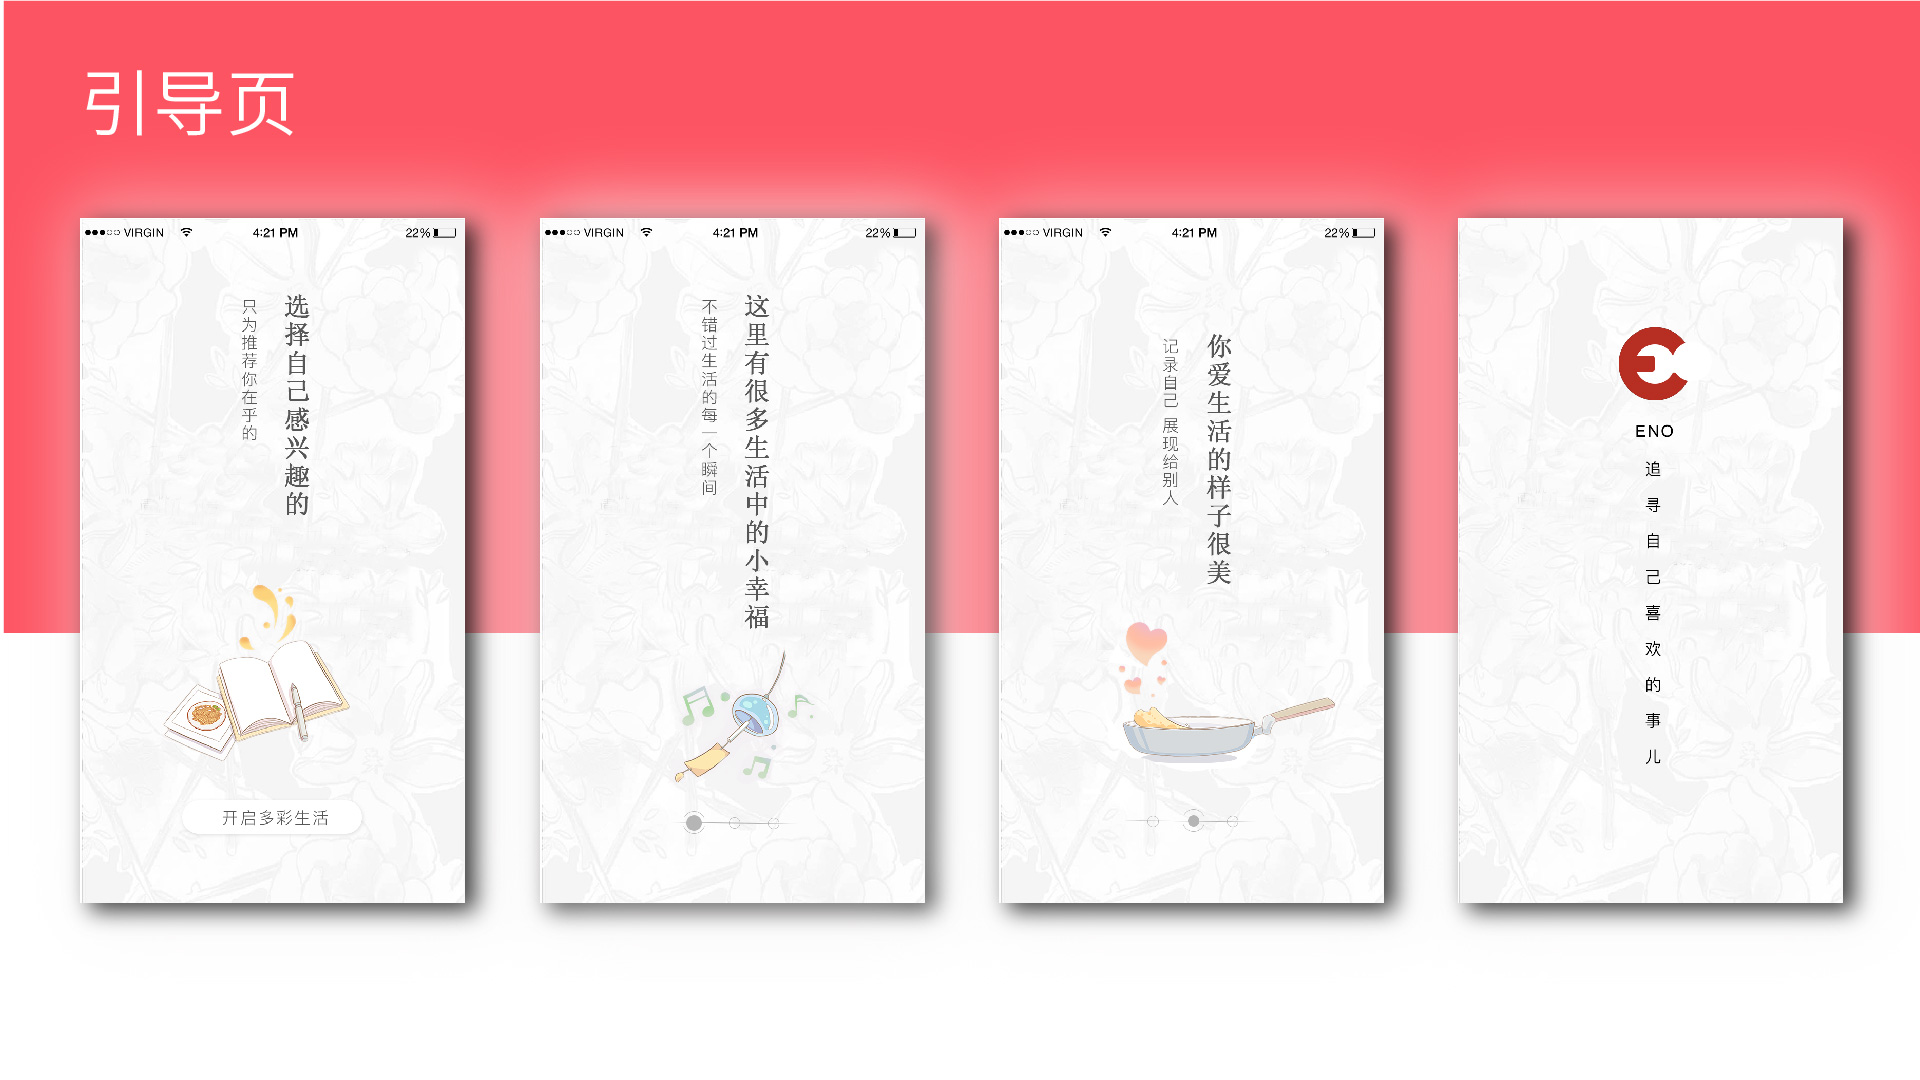 引导页
VIRGIN 4:21 PM 22%
选择自己感兴趣的
只为推荐你在乎的
开启多彩生活
VIRGIN 4:21 PM 22%
这里有很多生活中的小幸福
不错过生活的每一个瞬间
VIRGIN 4:21 PM 22%
你爱生活的样子很美
记录自己 展现给别人
ENO
追寻自己喜欢的事儿